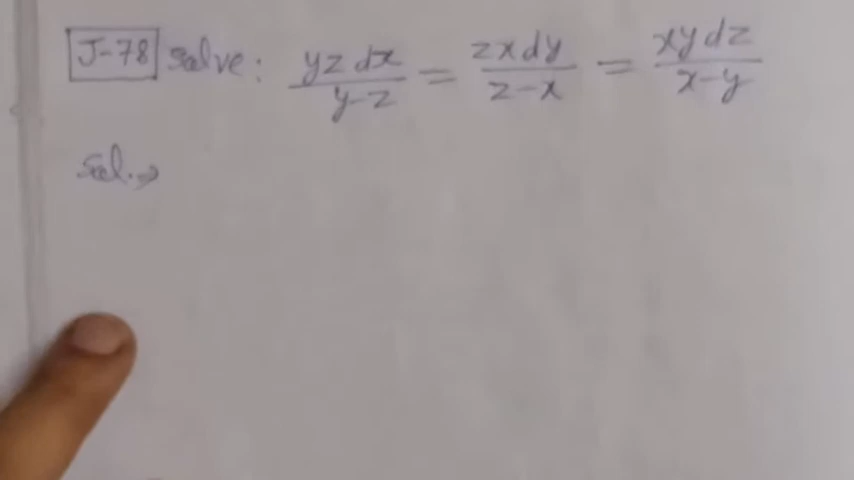 J-78 Solve: yz dx / y-z = zx dy / z-x = xy dz / x-y
Sol.→